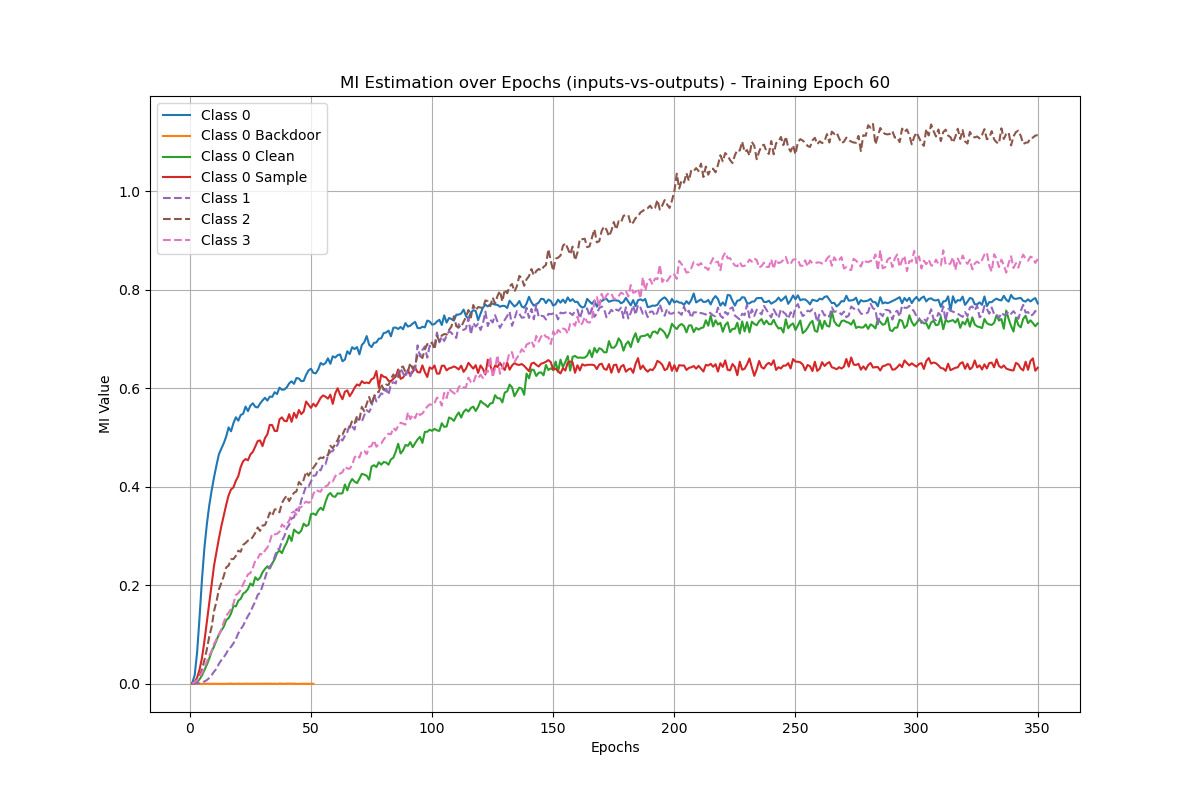 MI Estimation over Epochs (inputs-vs-outputs) - Training Epoch 60
Class 0
Class 0 Backdoor
Class 0 Clean
Class 0 Sample
Class 1
Class 2
Class 3
MI Value
1.0
0.8
0.6
0.4
0.2
0.0
0 50 100 150 200 250 300 350
Epochs